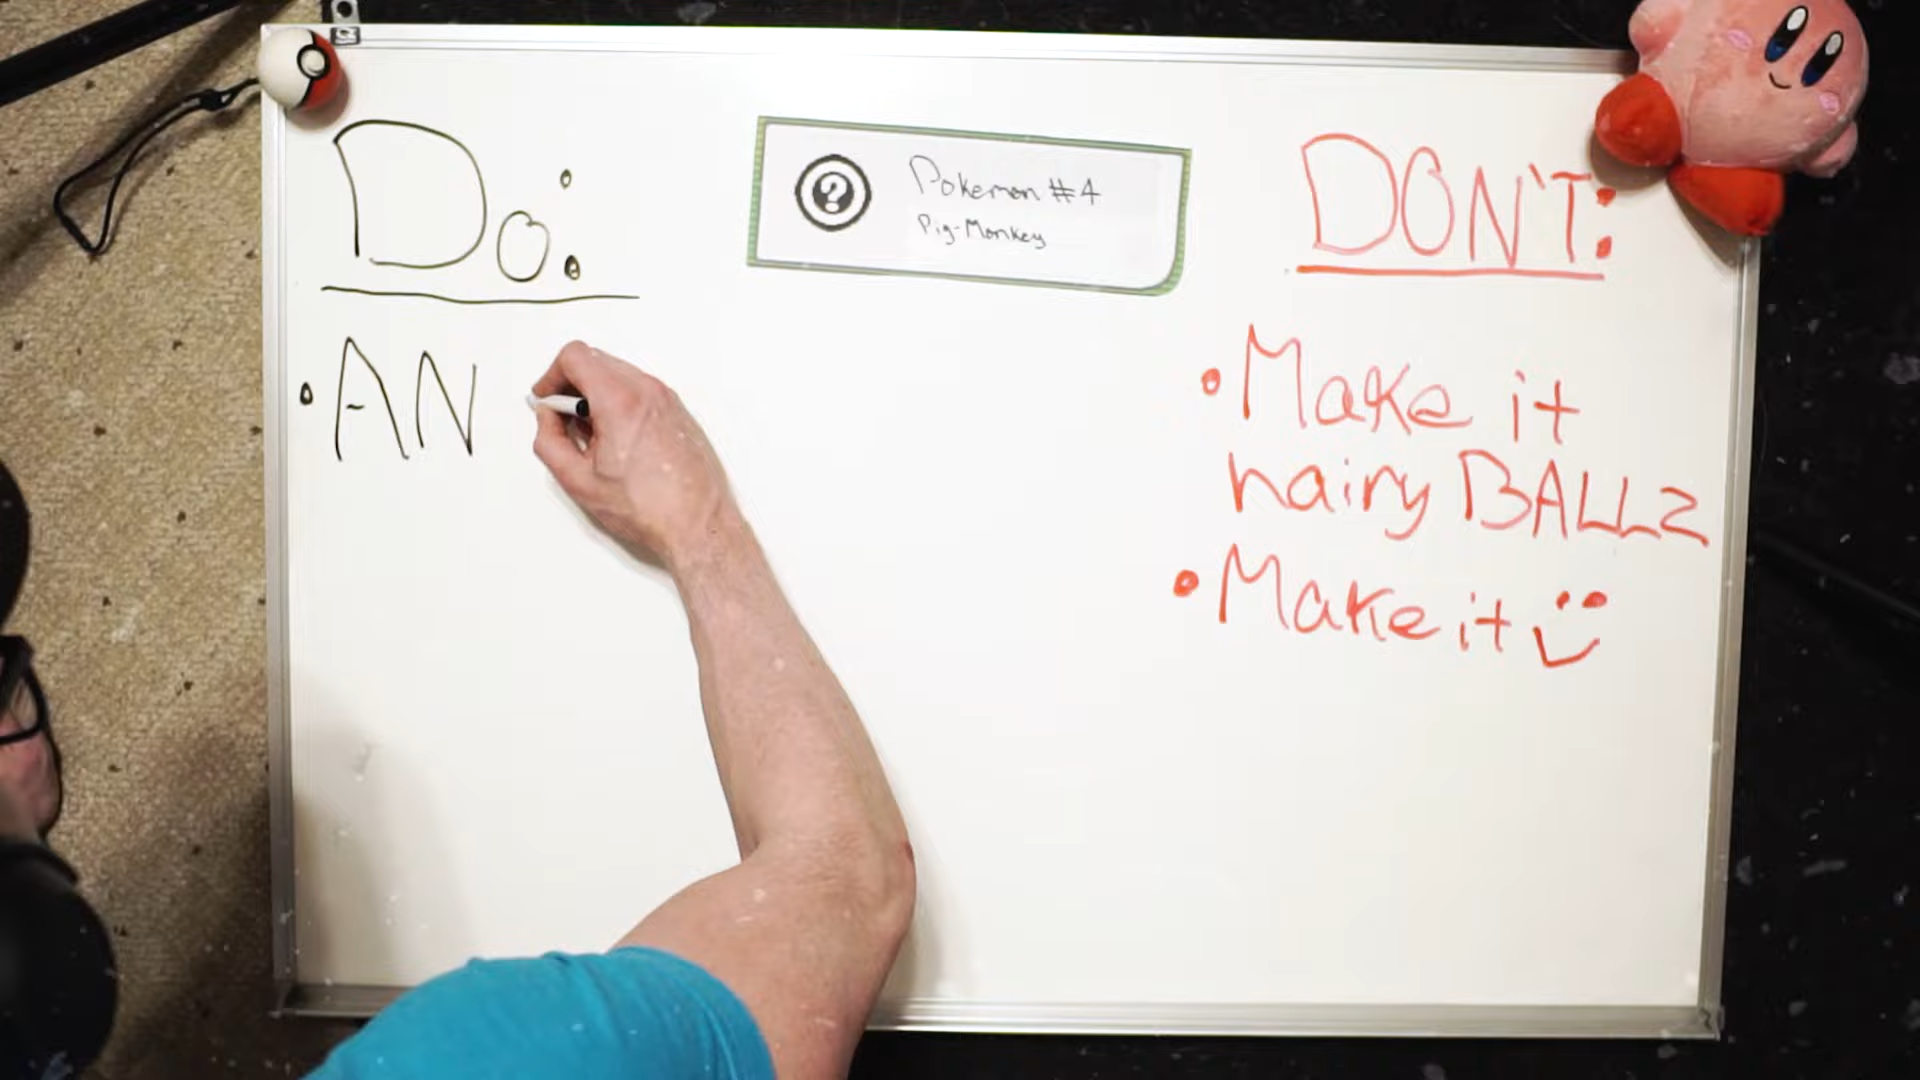 Do:
• AN
?
Pokemon #4
Pig-Monkey
DON'T:
• Make it
hairy BALLZ
• Make it :)